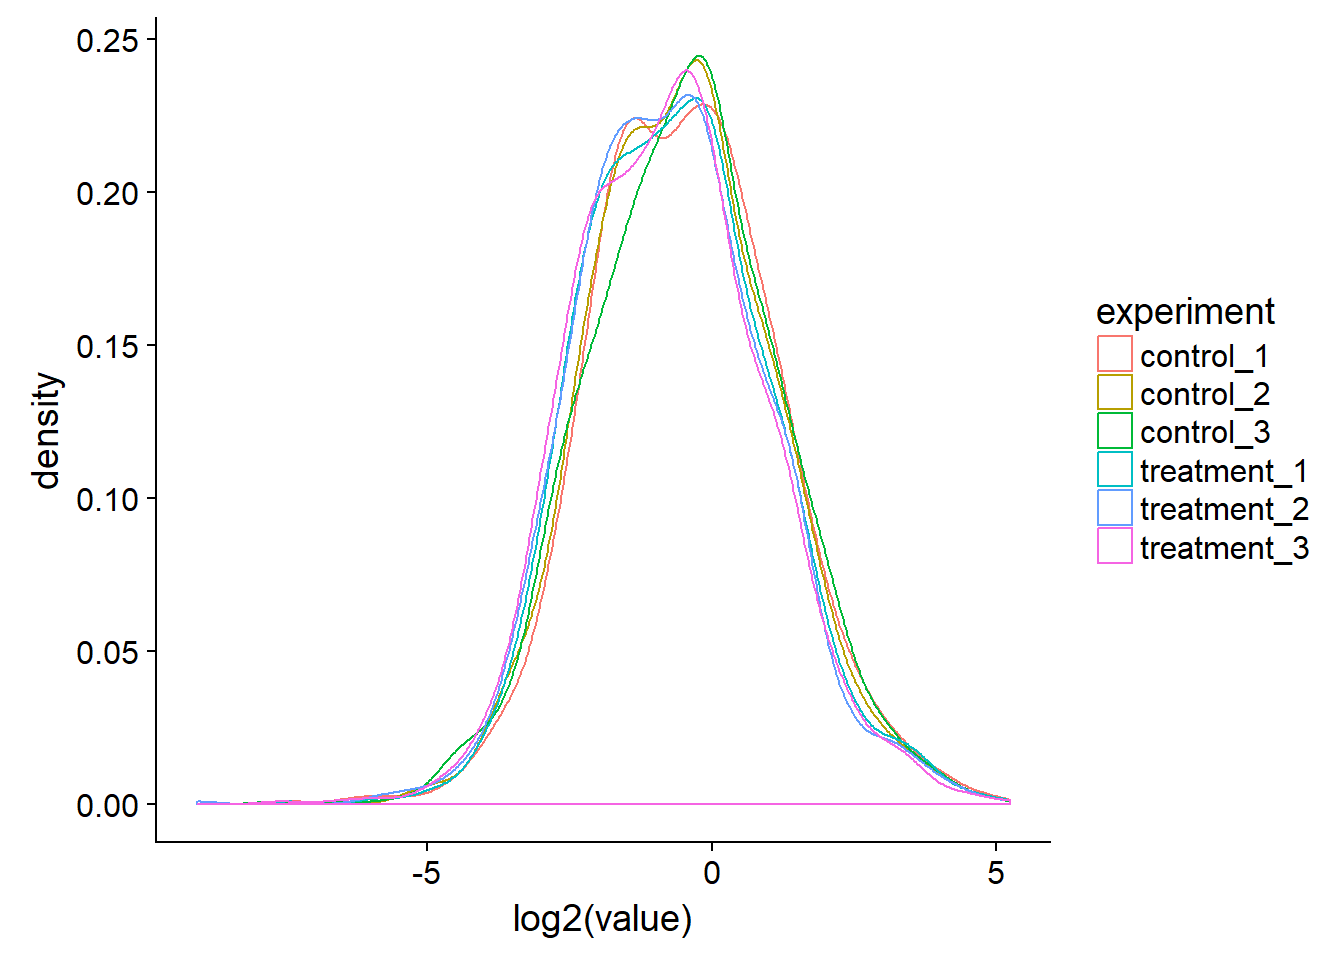 0.25
0.20
0.15
0.10
0.05
0.00
density
-5 0 5
log2(value)
experiment
control_1
control_2
control_3
treatment_1
treatment_2
treatment_3